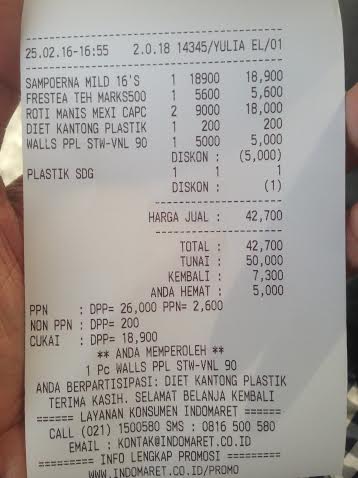 25.02.16-16:55 2.0.18 14345/YULIA EL/01
SAMPOERNA MILD 16'S 1 18900 18,900
FRESTEA TEH MARKS500 1 5600 5,600
ROTI MANIS MEXI CAPC 2 9000 18,000
DIET KANTONG PLASTIK 1 200 200
WALLS PPL STW-VNL 90 1 5000 5,000
DISKON : (5,000)
PLASTIK SDG 1 1 1
DISKON : (1)
HARGA JUAL : 42,700
TOTAL : 42,700
TUNAI : 50,000
KEMBALI : 7,300
ANDA HEMAT : 5,000
PPN : DPP= 26,000 PPN= 2,600
NON PPN : DPP= 200
CUKAI : DPP= 18,900
** ANDA MEMPEROLEH **
1 Pc WALLS PPL STW-VNL 90
ANDA BERPARTISIPASI: DIET KANTONG PLASTIK
TERIMA KASIH. SELAMAT BELANJA KEMBALI
====== LAYANAN KONSUMEN INDOMARET ======
CALL (021) 1500580 SMS : 0816 500 580
EMAIL : KONTAK@INDOMARET.CO.ID
========= INFO LENGKAP PROMOSI =========
WWW.INDOMARET.CO.ID/PROMO